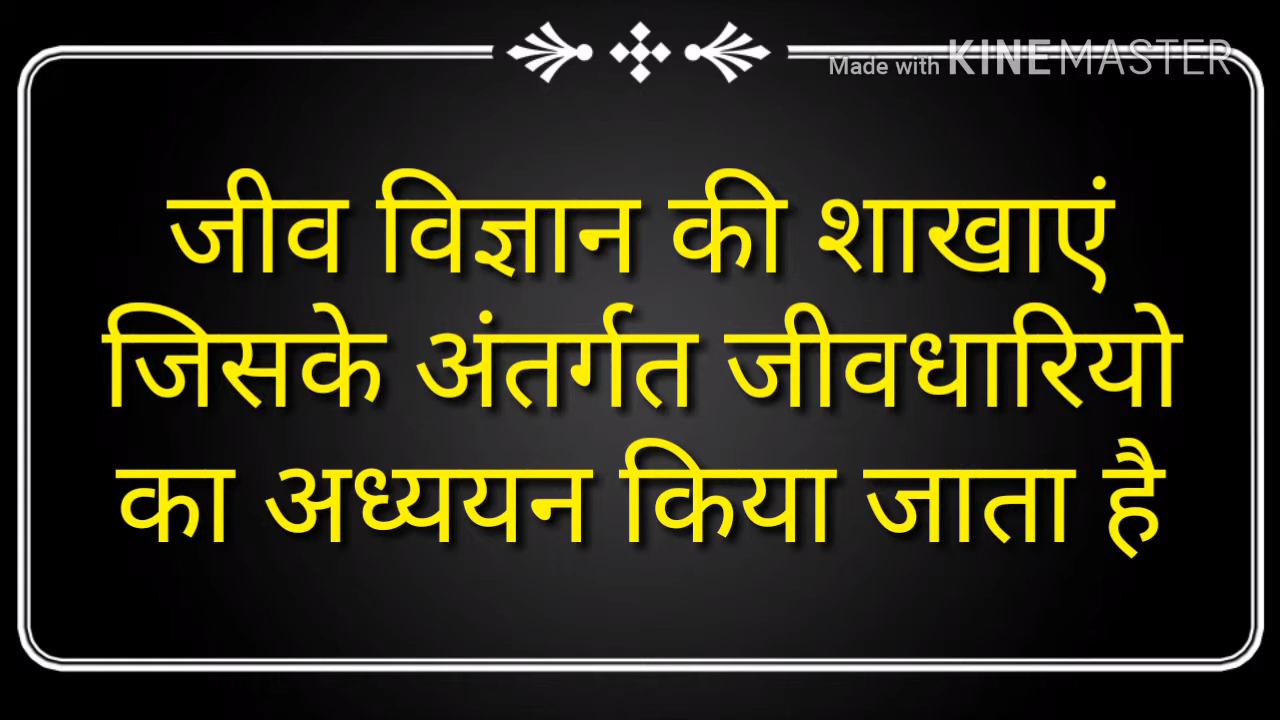 Made with KINEMASTER
जीव विज्ञान की शाखाएं
जिसके अंतर्गत जीवधारियो
का अध्ययन किया जाता है